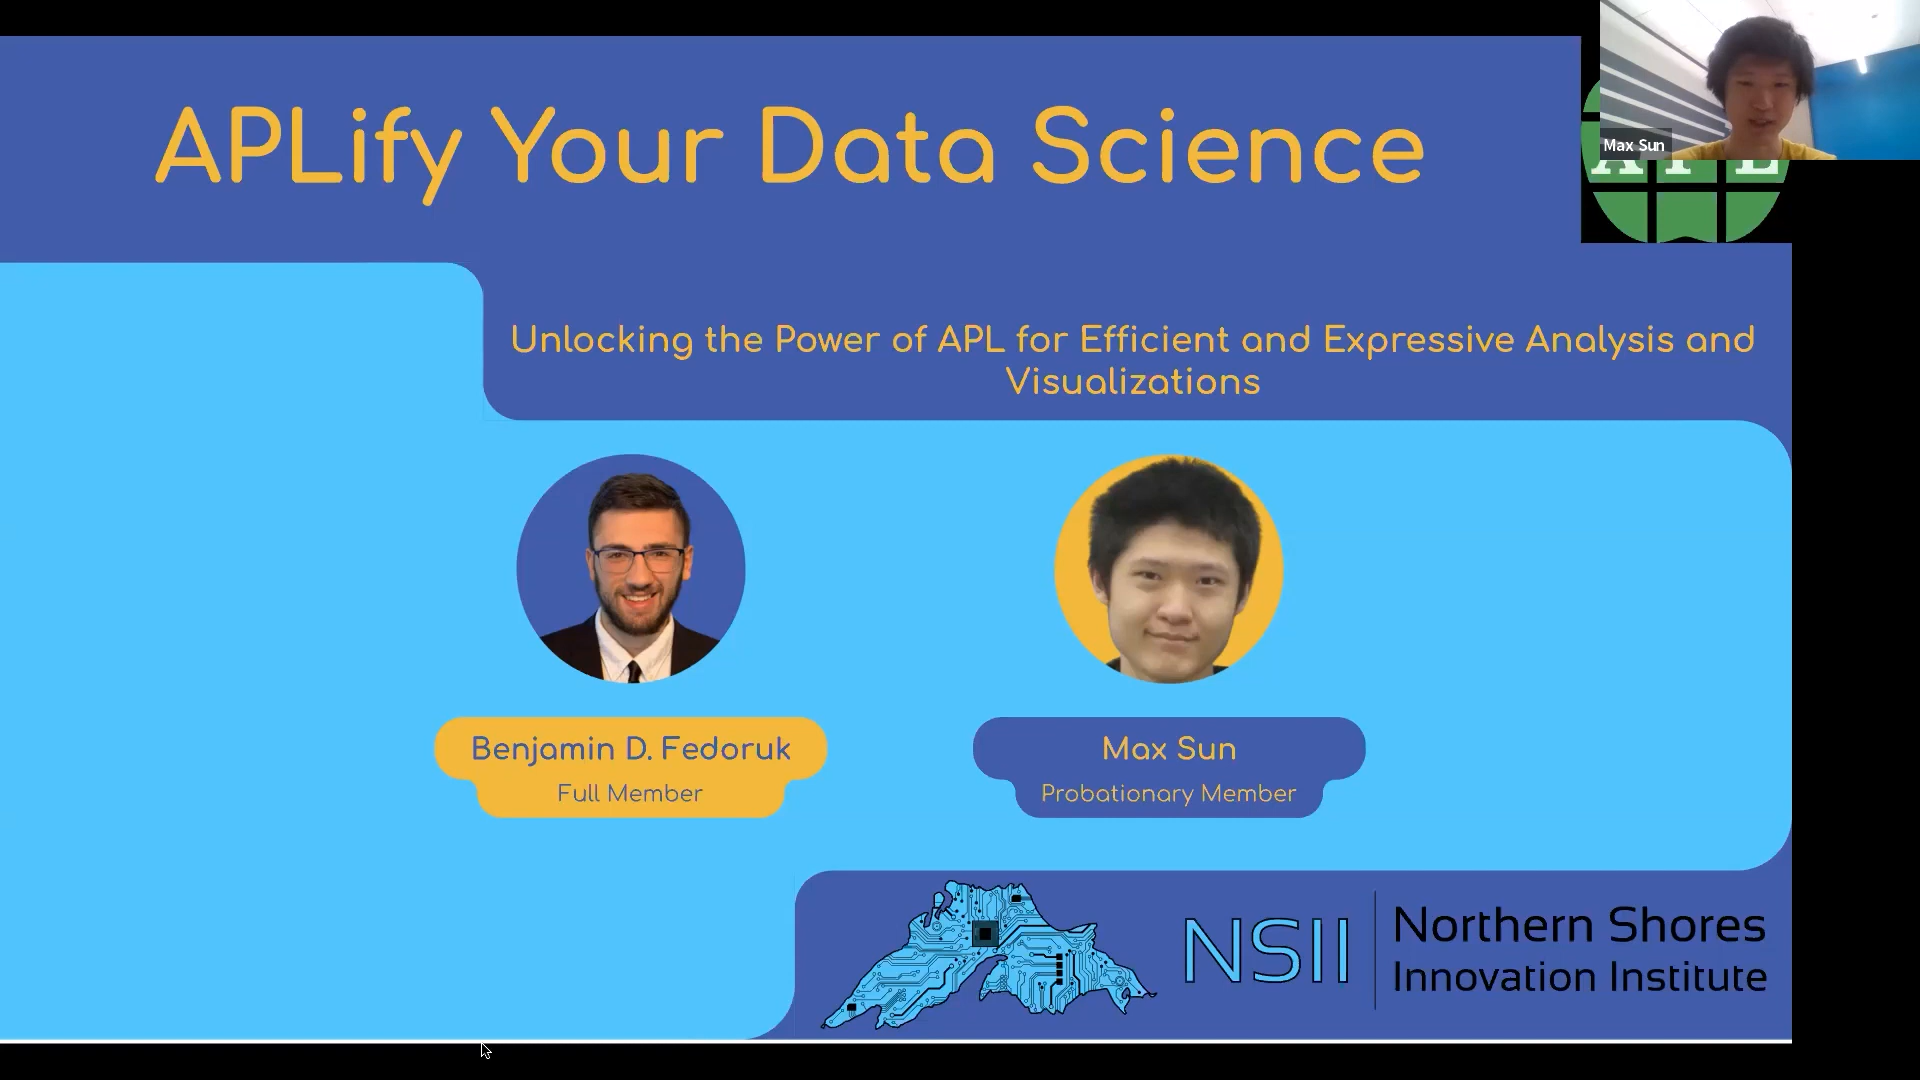 APLify Your Data Science
Max Sun
APL
Unlocking the Power of APL for Efficient and Expressive Analysis and
Visualizations
Benjamin D. Fedoruk
Full Member
Max Sun
Probationary Member
NSII
Northern Shores
Innovation Institute